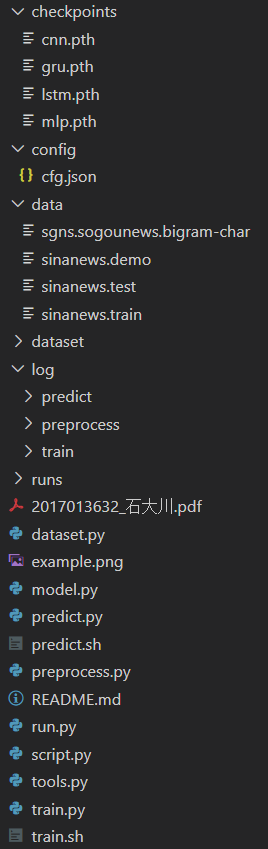 checkpoints
cnn.pth
gru.pth
lstm.pth
mlp.pth
config
cfg.json
data
sgns.sogounews.bigram-char
sinanews.demo
sinanews.test
sinanews.train
dataset
log
predict
preprocess
train
runs
2017013632_石大川.pdf
dataset.py
example.png
model.py
predict.py
predict.sh
preprocess.py
README.md
run.py
script.py
tools.py
train.py
train.sh